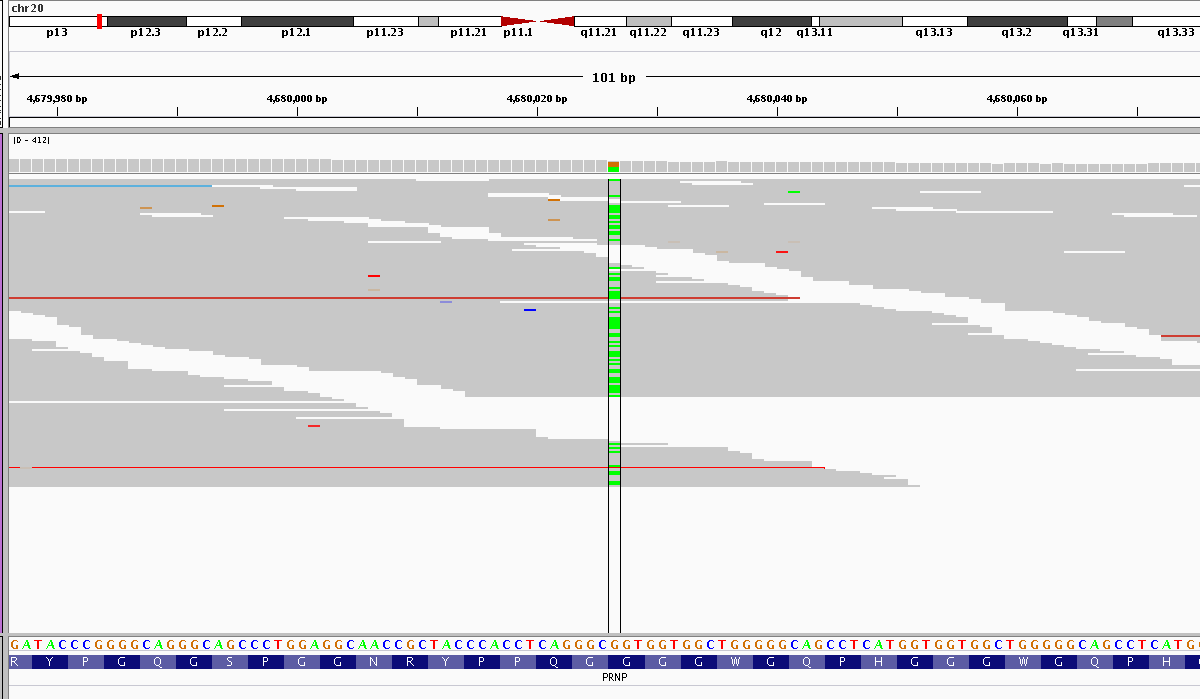 chr20
p13 p12.3 p12.2 p12.1 p11.23 p11.21 p11.1 q11.21 q11.22 q11.23 q12 q13.11 q13.13 q13.2 q13.31 q13.33
101 bp
4,679,980 bp 4,680,000 bp 4,680,020 bp 4,680,040 bp 4,680,060 bp
[0 - 412]
G A T A C C C G G G G C A G G G C A G C C C T G G A G G C A A C C G C T A C C C A C C T C A G G G C G G T G G T G G C T G G G G G C A G C C T C A T G G T G G T G G C T G G G G G C A G C C T C A T G
R Y P G Q G S P G G N R Y P P Q G G G W G Q P H G G G W G Q P H
PRNP